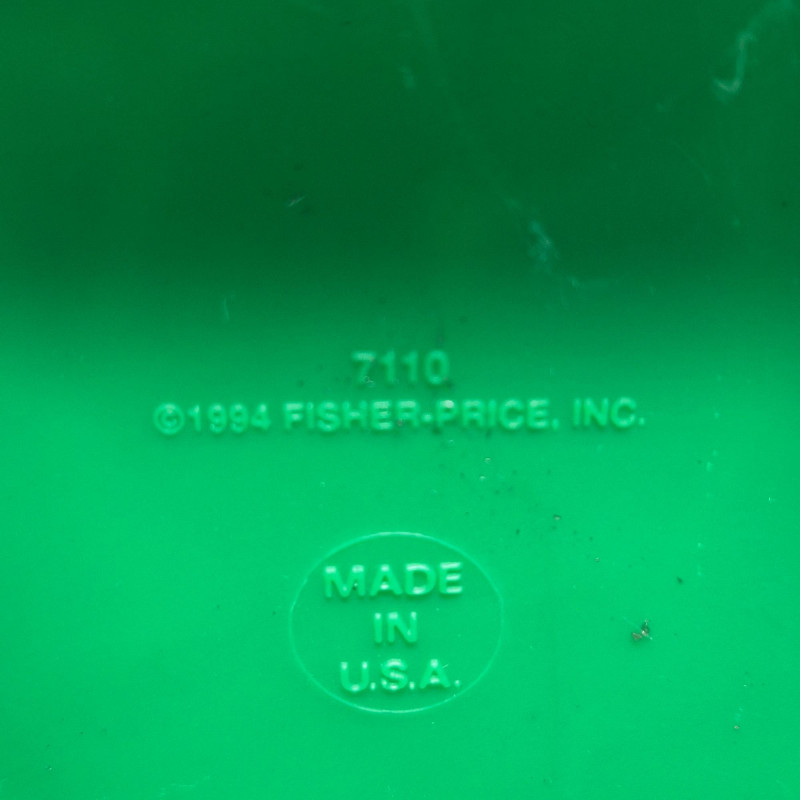 7110
©1994 FISHER-PRICE, INC.
MADE
IN
U.S.A.